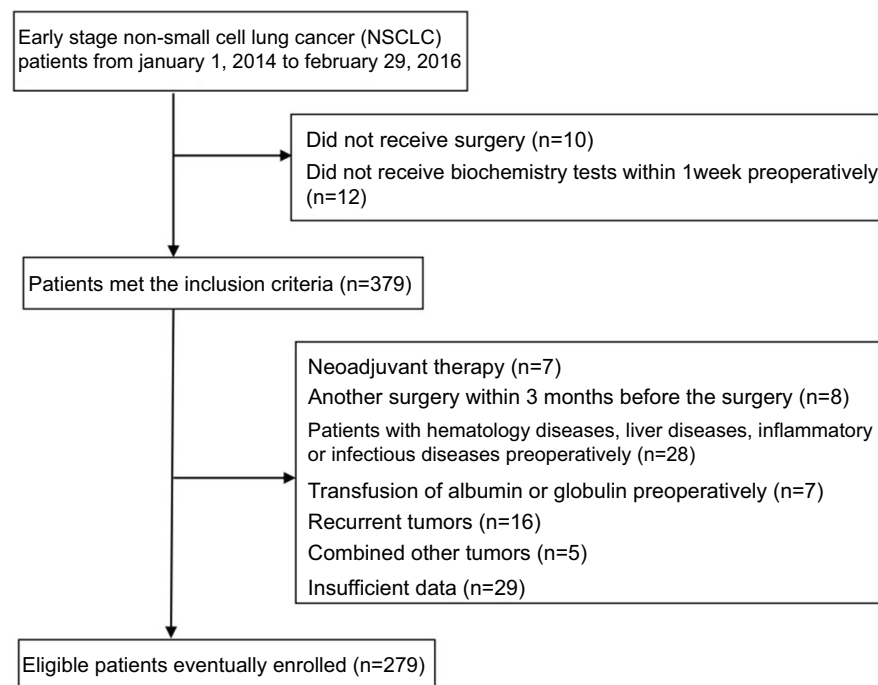 Early stage non-small cell lung cancer (NSCLC)
patients from january 1, 2014 to february 29, 2016
Did not receive surgery (n=10)
Did not receive biochemistry tests within 1week preoperatively
(n=12)
Patients met the inclusion criteria (n=379)
Neoadjuvant therapy (n=7)
Another surgery within 3 months before the surgery (n=8)
Patients with hematology diseases, liver diseases, inflammatory
or infectious diseases preoperatively (n=28)
Transfusion of albumin or globulin preoperatively (n=7)
Recurrent tumors (n=16)
Combined other tumors (n=5)
Insufficient data (n=29)
Eligible patients eventually enrolled (n=279)